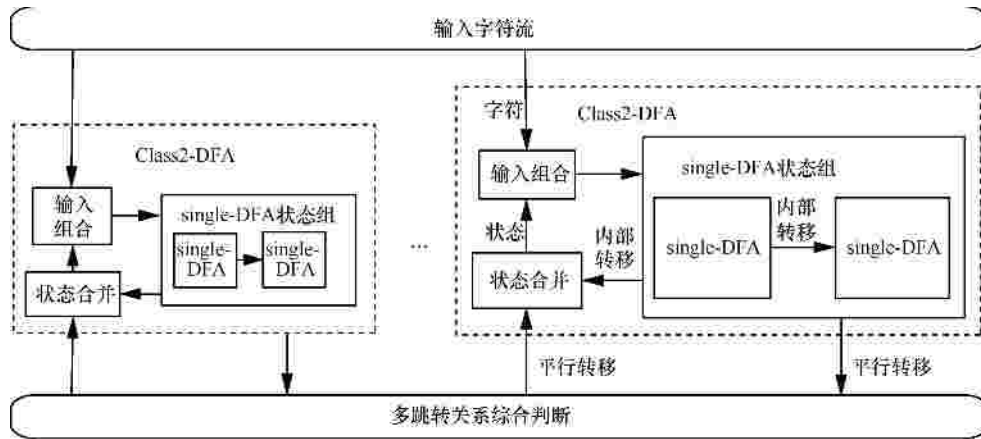 输入字符流
字符
Class2-DFA
Class2-DFA
输入组合
single-DFA状态组
输入
组合
single-DFA状态组
single-
DFA
single-
DFA
...
状态
内部
转移
single-DFA
内部
转移
single-DFA
状态合并
状态合并
平行转移
平行转移
多跳转关系综合判断